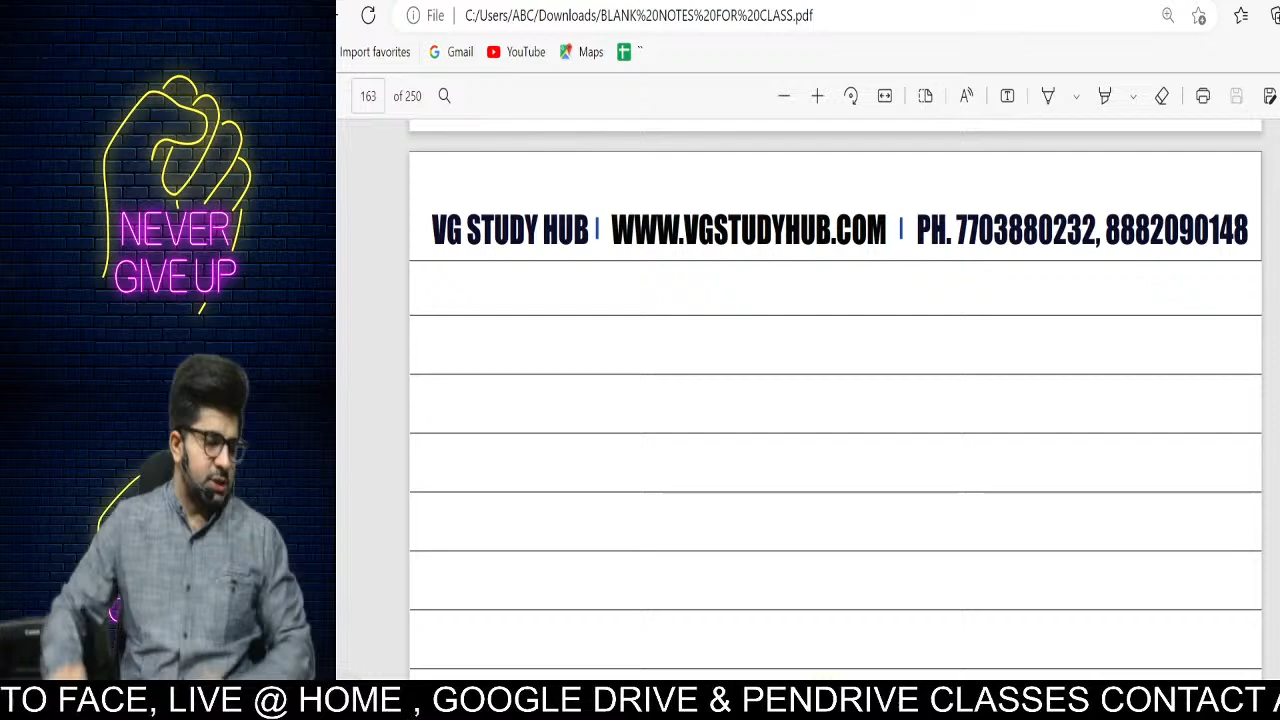 File C:/Users/ABC/Downloads/BLANK%20NOTES%20FOR%20CLASS.pdf
Import favorites Gmail YouTube Maps
163 of 250
NEVER
GIVE UP
VG STUDY HUB | WWW.VGSTUDYHUB.COM | M. 7703880232, 8882090148
TO FACE, LIVE @ HOME , GOOGLE DRIVE & PENDRIVE CLASSES CONTACT